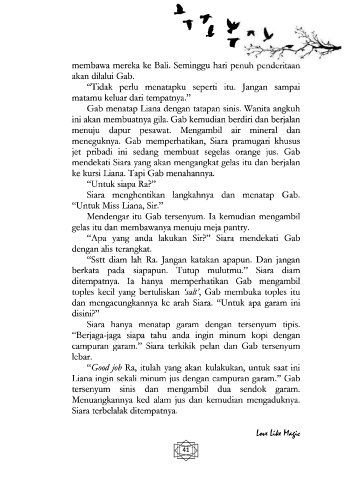 membawa mereka ke Bali. Seminggu hari penuh penderitaan
akan dilalui Gab.
“Tidak perlu menatapku seperti itu. Jangan sampai
matamu keluar dari tempatnya.”
Gab menatap Liana dengan tatapan sinis. Wanita angkuh
ini akan membuatnya gila. Gab kemudian berdiri dan berjalan
menuju dapur pesawat. Mengambil air mineral dan
meneguknya. Gab memperhatikan, Siara pramugari khusus
jet pribadi ini sedang membuat segelas orange jus. Gab
mendekati Siara yang akan mengangkat gelas itu dan berjalan
ke kursi Liana. Tapi Gab menahannya.
“Untuk siapa Ra?”
Siara menghentikan langkahnya dan menatap Gab.
“Untuk Miss Liana, Sir.”
Mendengar itu Gab tersenyum. Ia kemudian mengambil
gelas itu dan membawanya menuju meja pantry.
“Apa yang anda lakukan Sir?” Siara mendekati Gab
dengan alis terangkat.
“Sstt diam lah Ra. Jangan katakan apapun. Dan jangan
berkata pada siapapun. Tutup mulutmu.” Siara diam
ditempatnya. Ia hanya memperhatikan Gab mengambil
toples kecil yang bertuliskan ‘salt’, Gab membuka toples itu
dan mengacungkannya ke arah Siara. “Untuk apa garam ini
disini?”
Siara hanya menatap garam dengan tersenyum tipis.
“Berjaga-jaga siapa tahu anda ingin minum kopi dengan
campuran garam.” Siara terkikik pelan dan Gab tersenyum
lebar.
“Good job Ra, itulah yang akan kulakukan, untuk saat ini
Liana ingin sekali minum jus dengan campuran garam.” Gab
tersenyum sinis dan mengambil dua sendok garam.
Menuangkannya ked alam jus dan kemudian mengaduknya.
Siara terbelalak ditempatnya.
Love Like Magic
41